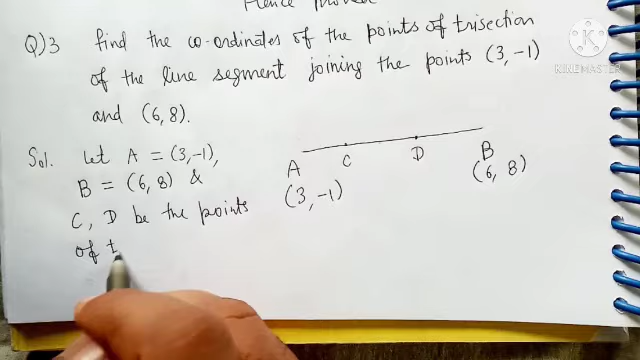 Hence Proved
Q)3 find the co-ordinates of the points of trisection
of the line segment joining the points (3,-1)
and (6,8).
Sol. Let A = (3,-1),
B = (6,8) &
C, D be the points
of t
A C D B
(3,-1) (6, 8)
K
KINEMASTER